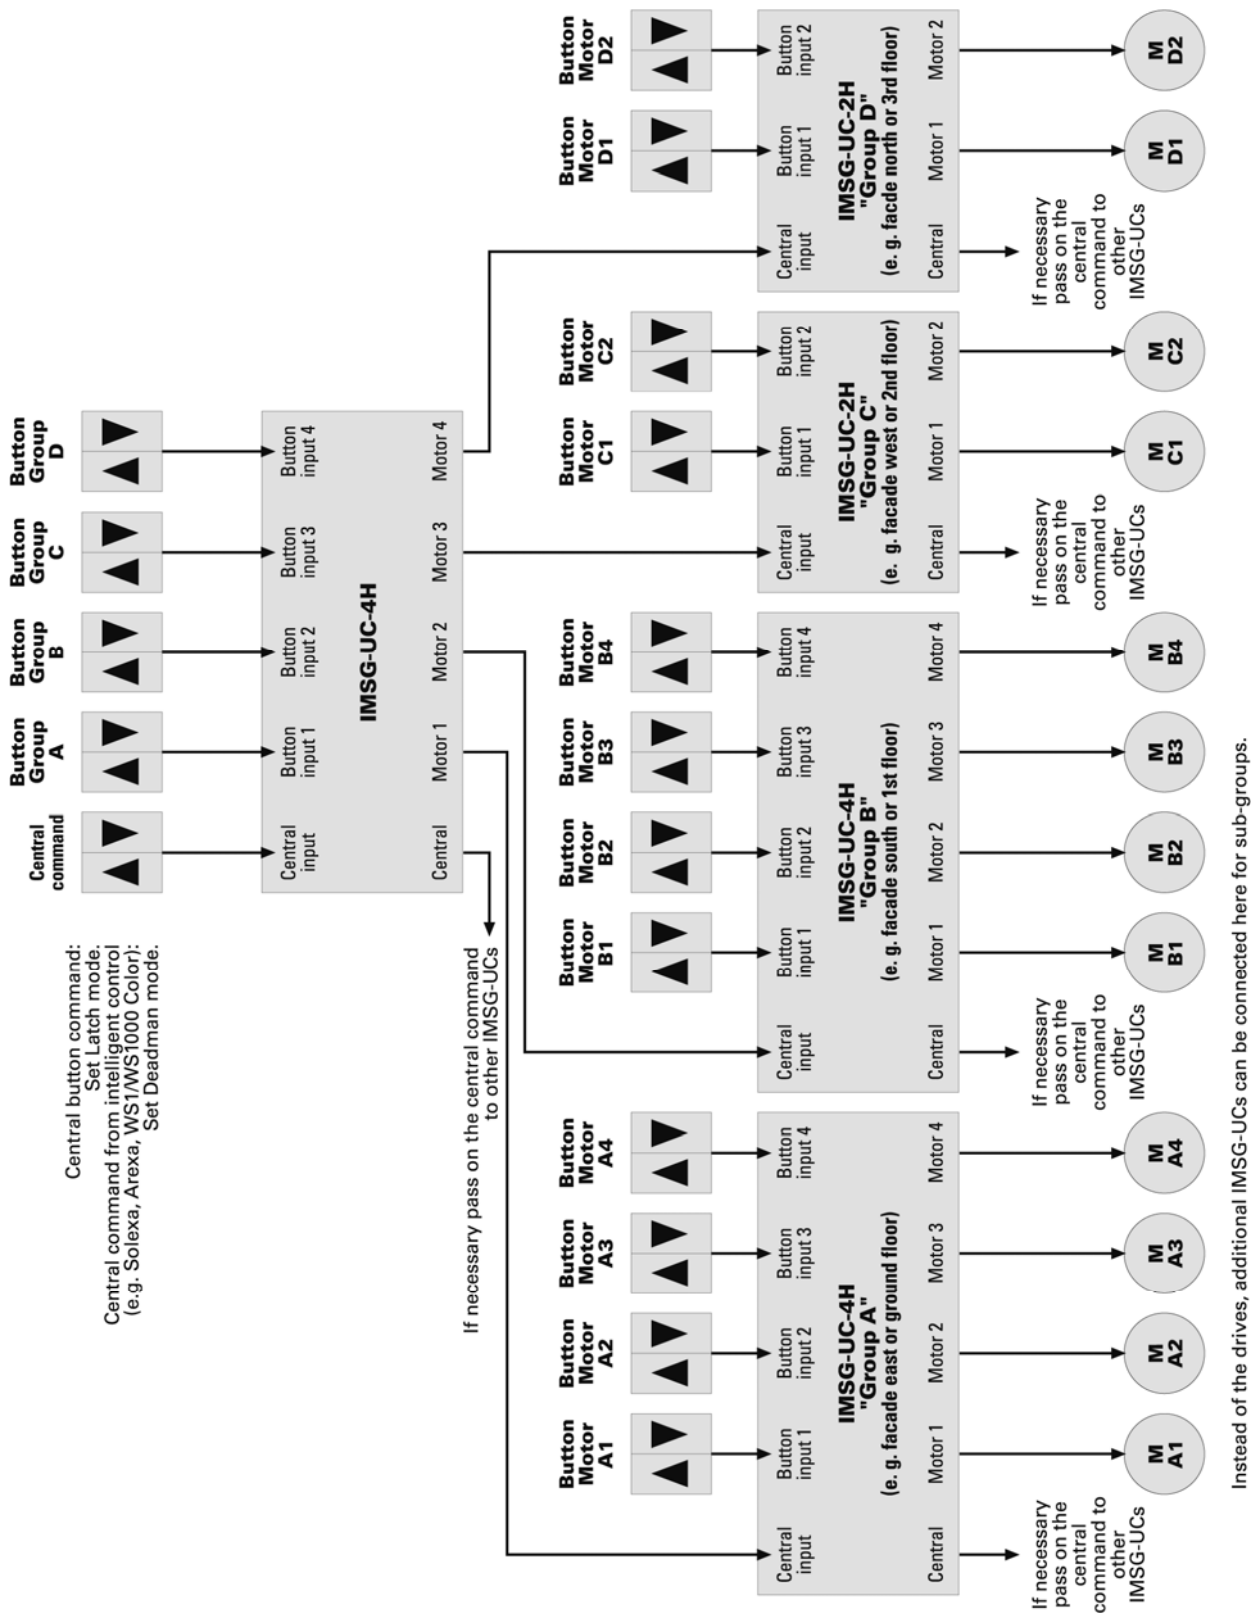 Central
command
Button
Group
A
Button
Group
B
Button
Group
C
Button
Group
D
Central button command:
Set Latch mode.
Central command from intelligent control
(e.g. Solexa, Arexa, WS1/WS1000 Color):
Set Deadman mode.
Central
input
Button
input 1
Button
input 2
Button
input 3
Button
input 4
IMSG-UC-4H
Central
Motor 1
Motor 2
Motor 3
Motor 4
If necessary pass on the central command
to other IMSG-UCs
Button
Motor
A1
Button
Motor
A2
Button
Motor
A3
Button
Motor
A4
Button
Motor
B1
Button
Motor
B2
Button
Motor
B3
Button
Motor
B4
Button
Motor
C1
Button
Motor
C2
Button
Motor
D1
Button
Motor
D2
Central
input
Button
input 1
Button
input 2
Button
input 3
Button
input 4
IMSG-UC-4H
"Group A"
(e. g. facade east or ground floor)
Central
Motor 1
Motor 2
Motor 3
Motor 4
Central
input
Button
input 1
Button
input 2
Button
input 3
Button
input 4
IMSG-UC-4H
"Group B"
(e. g. facade south or 1st floor)
Central
Motor 1
Motor 2
Motor 3
Motor 4
Central
input
Button
input 1
Button
input 2
IMSG-UC-2H
"Group C"
(e. g. facade west or 2nd floor)
Central
Motor 1
Motor 2
Central
input
Button
input 1
Button
input 2
IMSG-UC-2H
"Group D"
(e. g. facde north or 3rd floor)
Central
Motor 1
Motor 2
If necessary
pass on the
central
command to
other
IMSG-UCs
M
A1
M
A2
M
A3
M
A4
If necessary
pass on the
central
command to
other
IMSG-UCs
M
B1
M
B2
M
B3
M
B4
If necessary
pass on the
central
command to
other
IMSG-UCs
M
C1
M
C2
If necessary
pass on the
central
command to
other
IMSG-UCs
M
D1
M
D2
Instead of the drives, additional IMSG-UCs can be connected here for sub-groups.